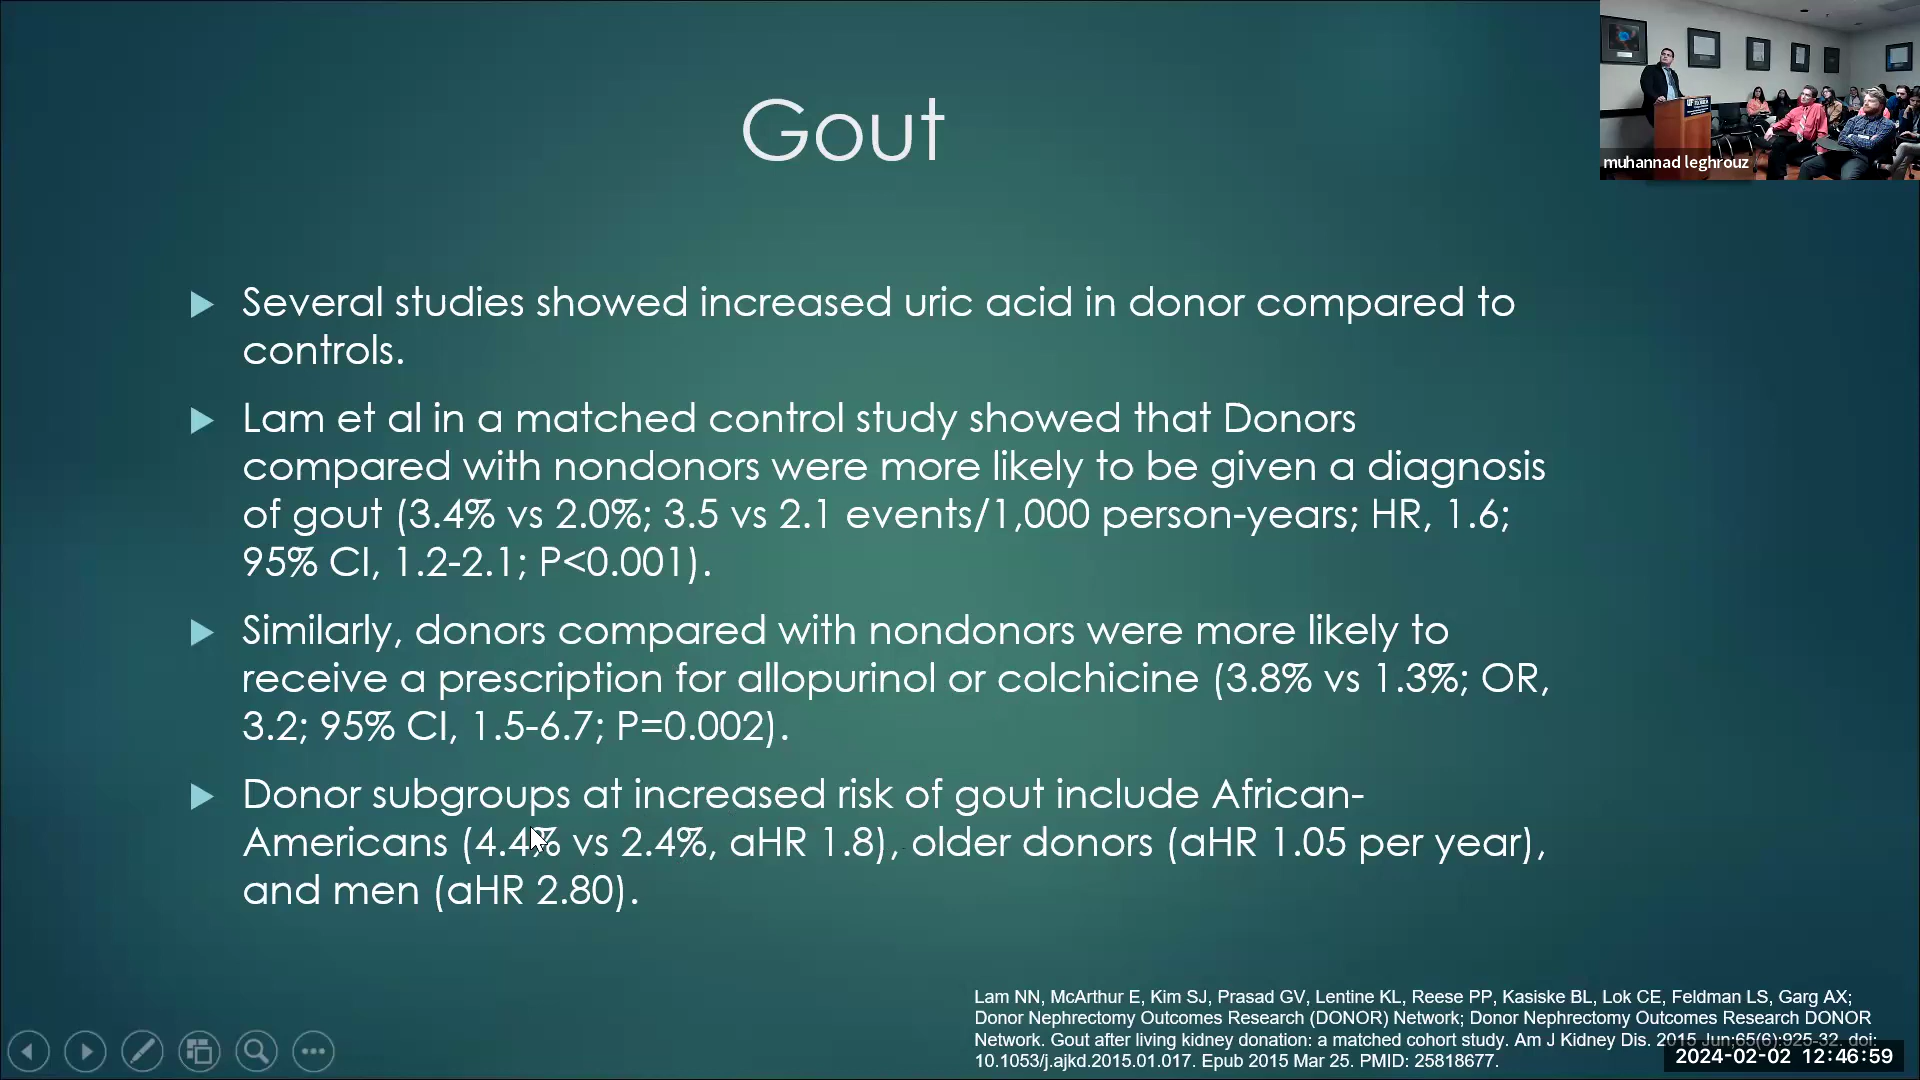 Gout
muhannad leghrouz
Several studies showed increased uric acid in donor compared to
controls.
Lam et al in a matched control study showed that Donors
compared with nondonors were more likely to be given a diagnosis
of gout (3.4% vs 2.0%; 3.5 vs 2.1 events/1,000 person-years; HR, 1.6;
95% CI, 1.2-2.1; P<0.001).
Similarly, donors compared with nondonors were more likely to
receive a prescription for allopurinol or colchicine (3.8% vs 1.3%; OR,
3.2; 95% CI, 1.5-6.7; P=0.002).
Donor subgroups at increased risk of gout include African-
Americans (4.4% vs 2.4%, aHR 1.8), older donors (aHR 1.05 per year),
and men (aHR 2.80).
Lam NN, McArthur E, Kim SJ, Prasad GV, Lentine KL, Reese PP, Kasiske BL, Lok CE, Feldman LS, Garg AX;
Donor Nephrectomy Outcomes Research (DONOR) Network; Donor Nephrectomy Outcomes Research DONOR
Network. Gout after living kidney donation: a matched cohort study. Am J Kidney Dis. 2015 Jun;65(6):925-32. doi:
10.1053/j.ajkd.2015.01.017. Epub 2015 Mar 25. PMID: 25818677.
2024-02-02 12:46:59